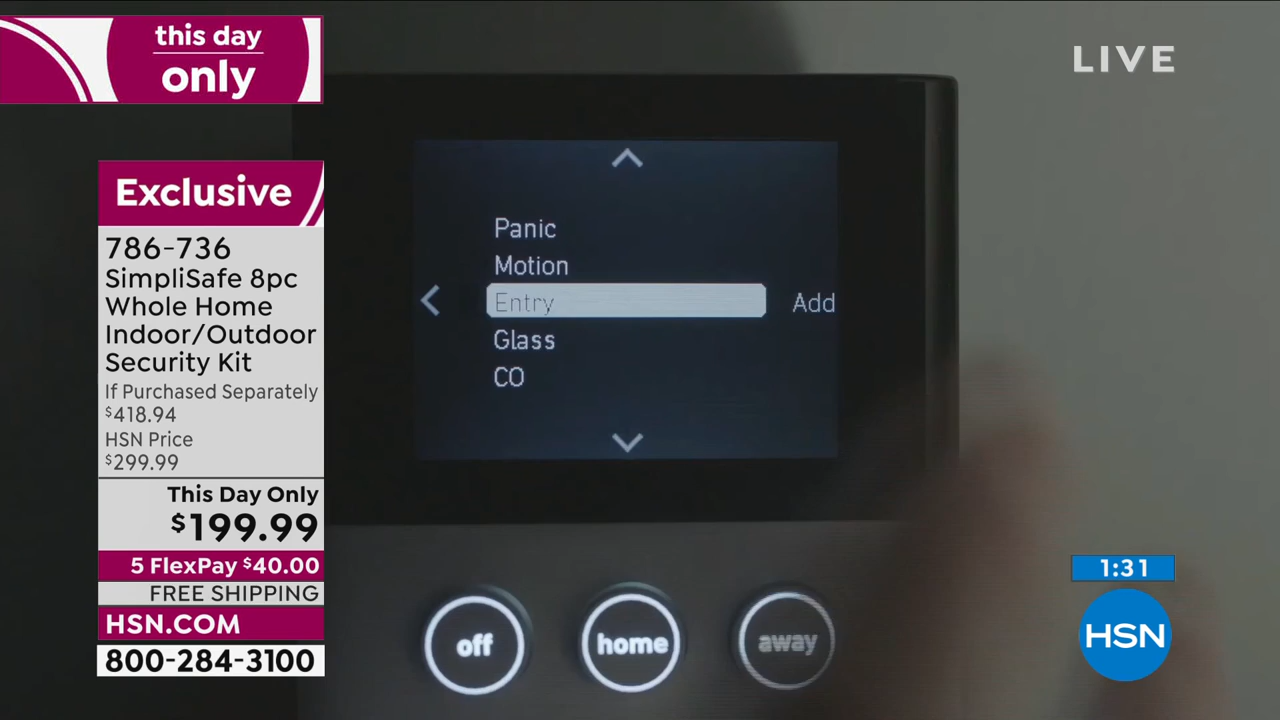 this day
only
LIVE
Exclusive
786-736
SimpliSafe 8pc
Whole Home
Indoor/Outdoor
Security Kit
If Purchased Separately
$418.94
HSN Price
$299.99
This Day Only
$199.99
5 FlexPay $40.00
FREE SHIPPING
HSN.COM
800-284-3100
Panic
Motion
Entry
Add
Glass
CO
off
home
away
1:31
HSN